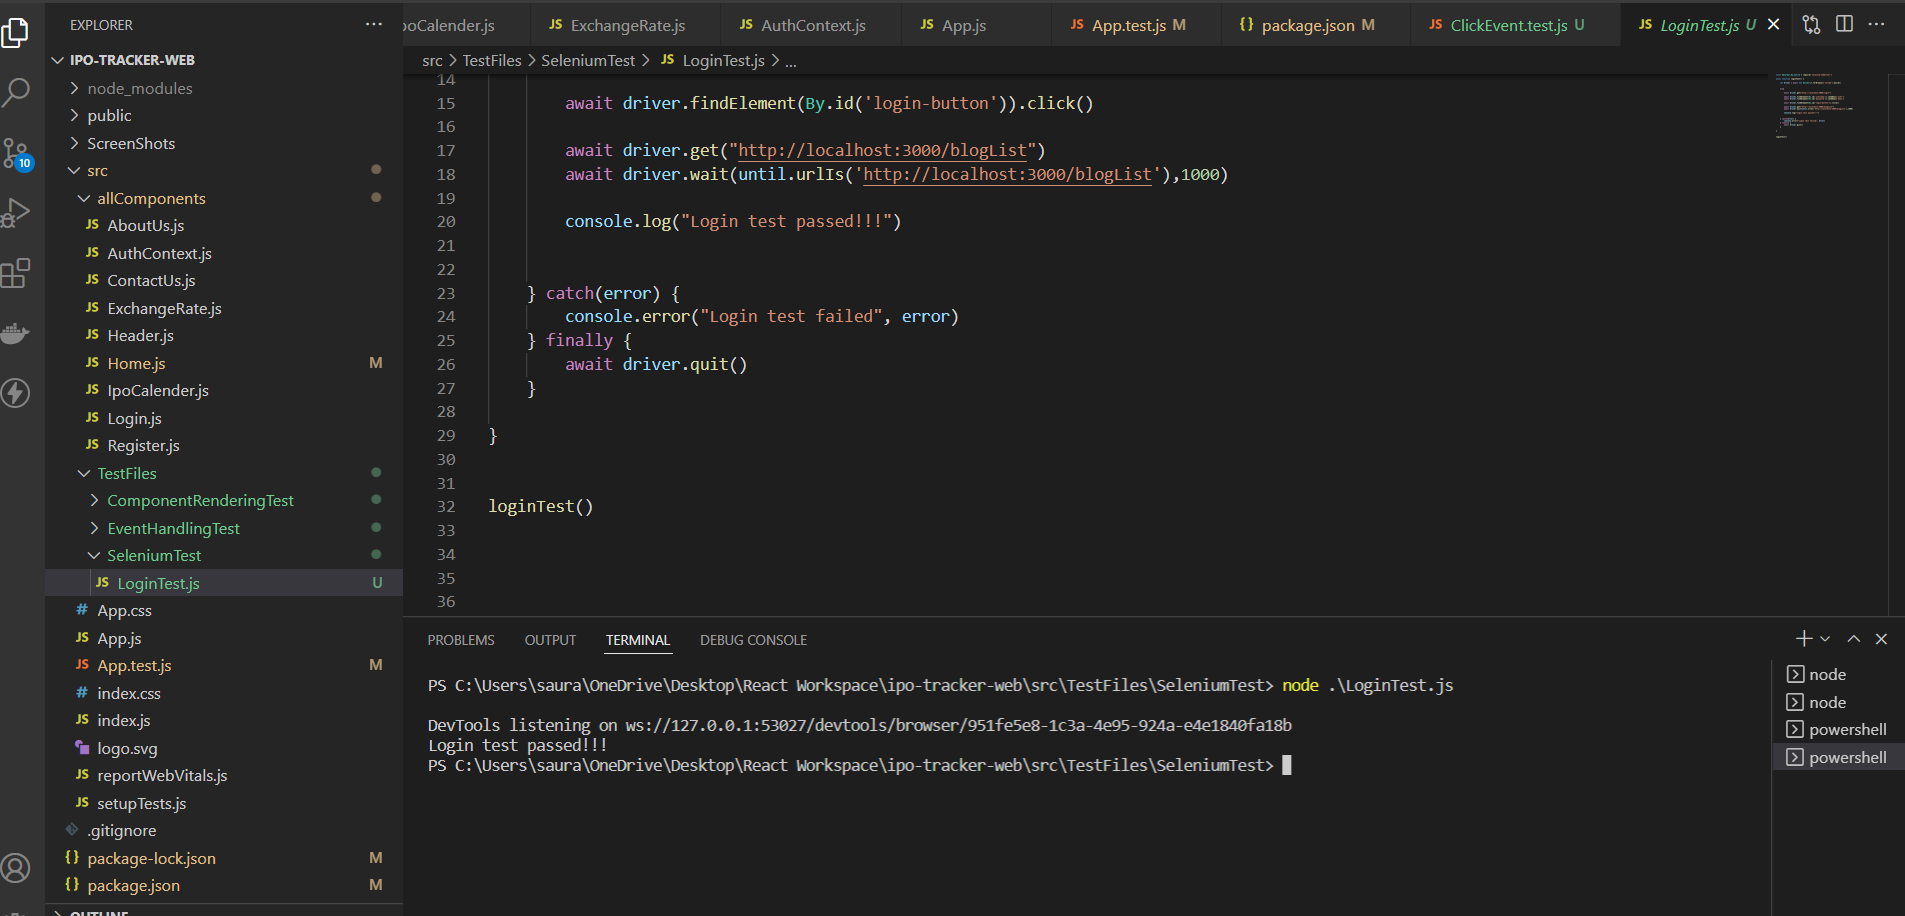 EXPLORER
IPO-TRACKER-WEB
node_modules
public
ScreenShots
src
allComponents
JS AboutUs.js
JS AuthContext.js
JS ContactUs.js
JS ExchangeRate.js
JS Header.js
JS Home.js M
JS IpoCalender.js
JS Login.js
JS Register.js
TestFiles
ComponentRenderingTest
EventHandlingTest
SeleniumTest
JS LoginTest.js U
# App.css
JS App.js
JS App.test.js M
# index.css
JS index.js
logo.svg
JS reportWebVitals.js
JS setupTests.js
.gitignore
{} package-lock.json M
{} package.json M
OUTLINE
10
poCalender.js JS ExchangeRate.js JS AuthContext.js JS App.js JS App.test.js M {} package.json M JS ClickEvent.test.js U JS LoginTest.js U
src > TestFiles > SeleniumTest > JS LoginTest.js > ...
14
15 await driver.findElement(By.id('login-button')).click()
16
17 await driver.get("http://localhost:3000/blogList")
18 await driver.wait(until.urlIs('http://localhost:3000/blogList'),1000)
19
20 console.log("Login test passed!!!")
21
22
23 } catch(error) {
24 console.error("Login test failed", error)
25 } finally {
26 await driver.quit()
27 }
28
29 }
30
31
32 loginTest()
33
34
35
36
PROBLEMS OUTPUT TERMINAL DEBUG CONSOLE
PS C:\Users\saura\OneDrive\Desktop\React Workspace\ipo-tracker-web\src\TestFiles\SeleniumTest> node .\LoginTest.js
DevTools listening on ws://127.0.0.1:53027/devtools/browser/951fe5e8-1c3a-4e95-924a-e4e1840fa18b
Login test passed!!!
PS C:\Users\saura\OneDrive\Desktop\React Workspace\ipo-tracker-web\src\TestFiles\SeleniumTest>
node
node
powershell
powershell